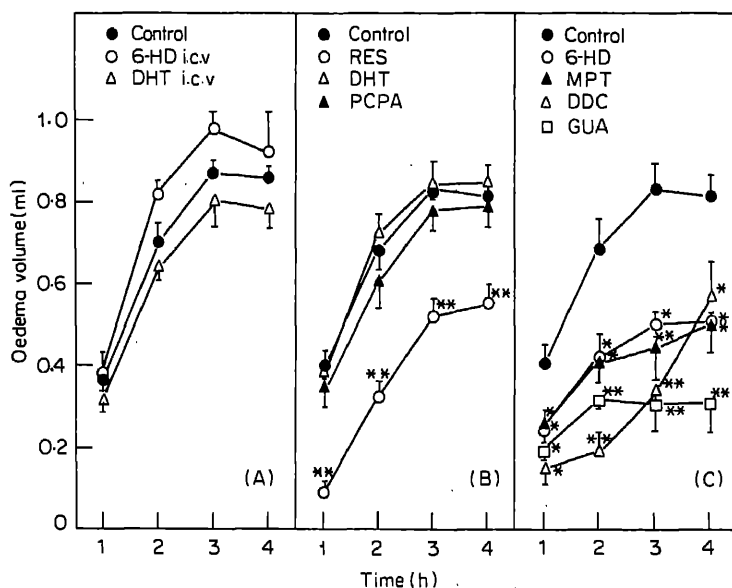 Control
6-HD i.c.v
DHT i.c.v
Control
RES
DHT
PCPA
Control
6-HD
MPT
DDC
GUA
Oedema volume (ml)
1.0
0.8
0.6
0.4
0.2
0
**
**
**
**
*
*
*
*
*
*
**
**
*
**
**
**
**
*
*
*
(A)
(B)
(C)
1 2 3 4 1 2 3 4 1 2 3 4
Time (h)